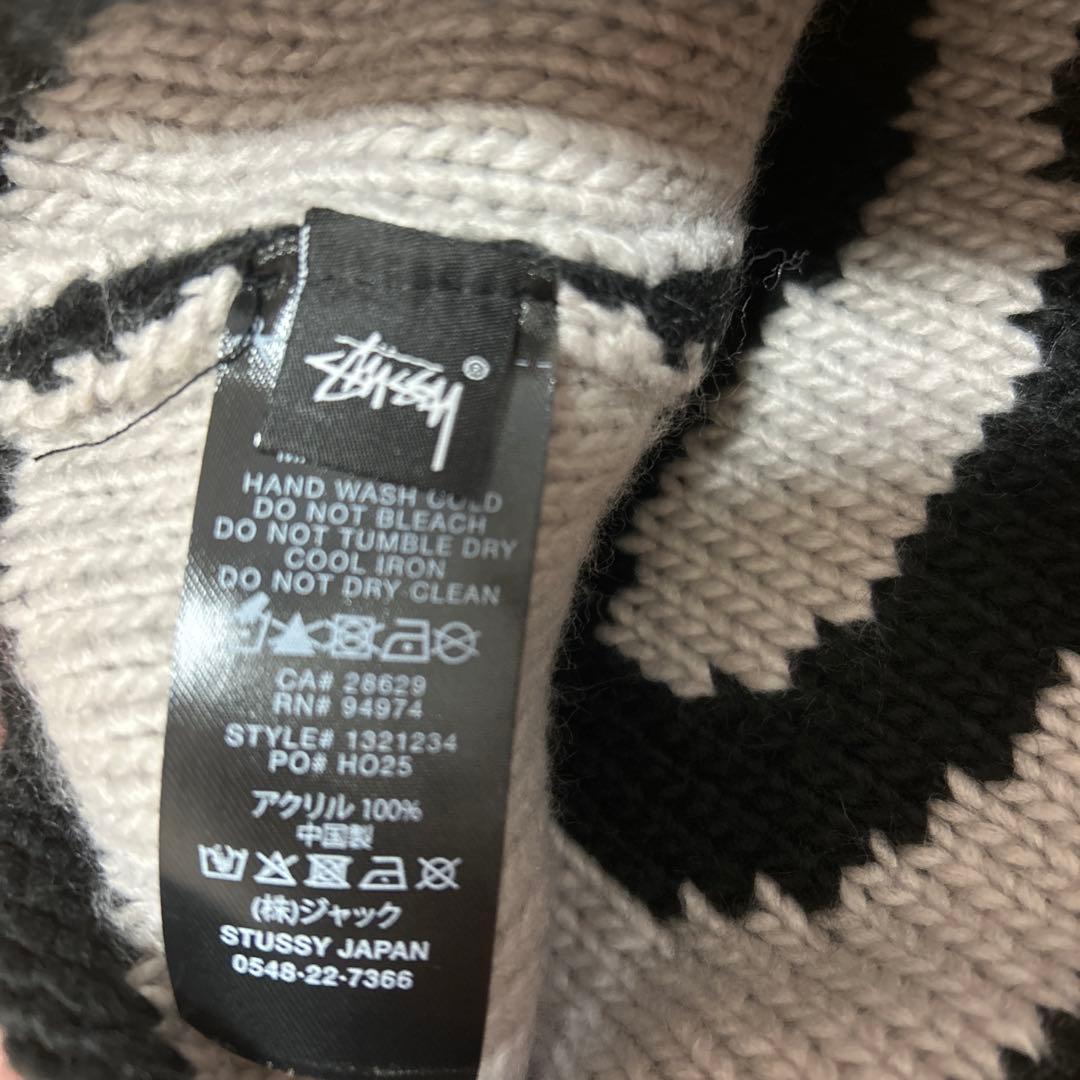 STÜSSY®
HAND WASH COLD
DO NOT BLEACH
DO NOT TUMBLE DRY
COOL IRON
DO NOT DRY CLEAN
CA# 28629
RN# 94974
STYLE# 1321234
PO# HO25
アクリル 100%
中国製
(株)ジャック
STUSSY JAPAN
0548-22-7366